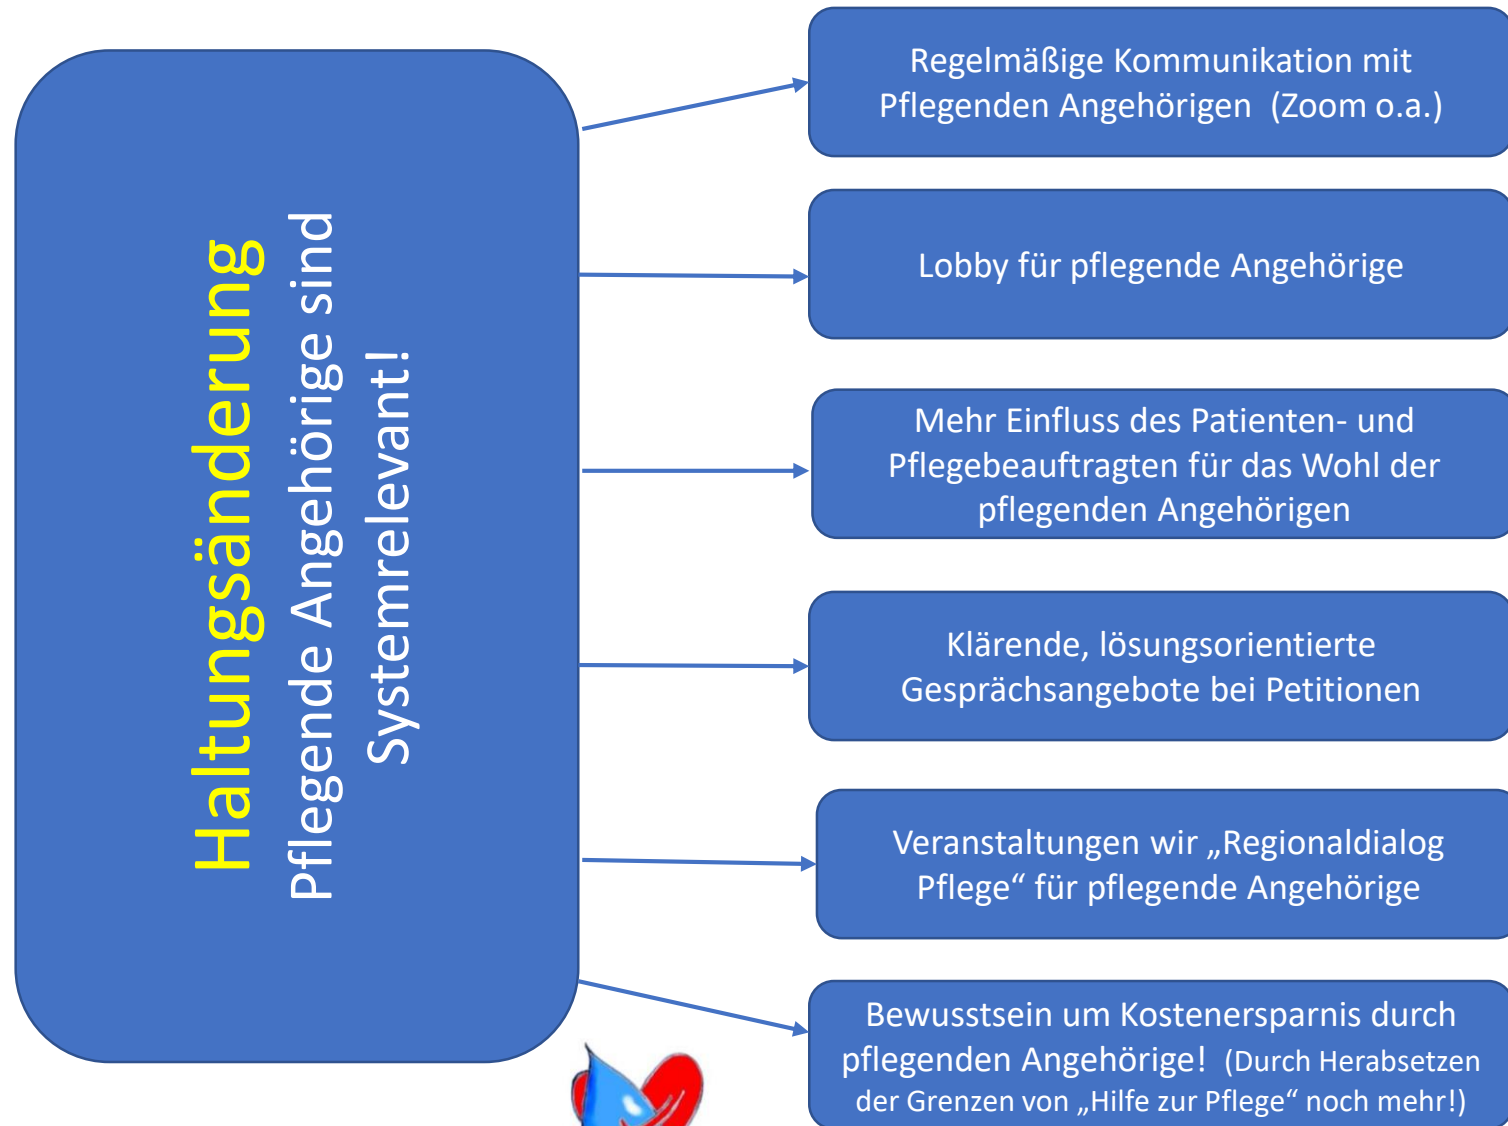 Haltungsänderung
Pflegende Angehörige sind
Systemrelevant!
Regelmäßige Kommunikation mit
Pflegenden Angehörigen (Zoom o.a.)
Lobby für pflegende Angehörige
Mehr Einfluss des Patienten- und
Pflegebeauftragten für das Wohl der
pflegenden Angehörigen
Klärende, lösungsorientierte
Gesprächsangebote bei Petitionen
Veranstaltungen wir „Regionaldialog
Pflege“ für pflegende Angehörige
Bewusstsein um Kostenersparnis durch
pflegenden Angehörige! (Durch Herabsetzen
der Grenzen von „Hilfe zur Pflege“ noch mehr!)